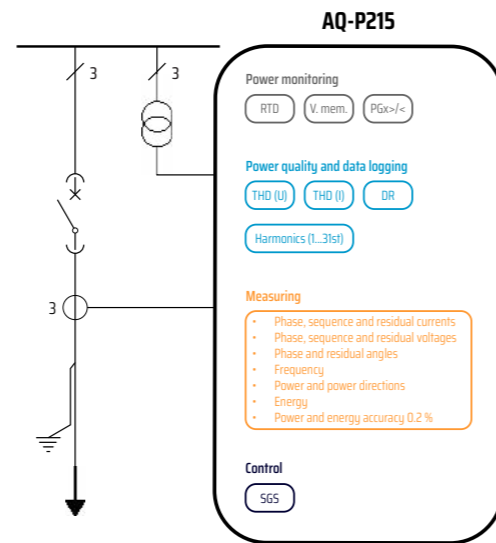 AQ-P215
3
3
Power monitoring
RTD V. mem. PGx>/<
Power quality and data logging
THD (U) THD (I) DR
Harmonics (1...31st)
3
Measuring
• Phase, sequence and residual currents
• Phase, sequence and residual voltages
• Phase and residual angles
• Frequency
• Power and power directions
• Energy
• Power and energy accuracy 0.2 %
Control
SGS